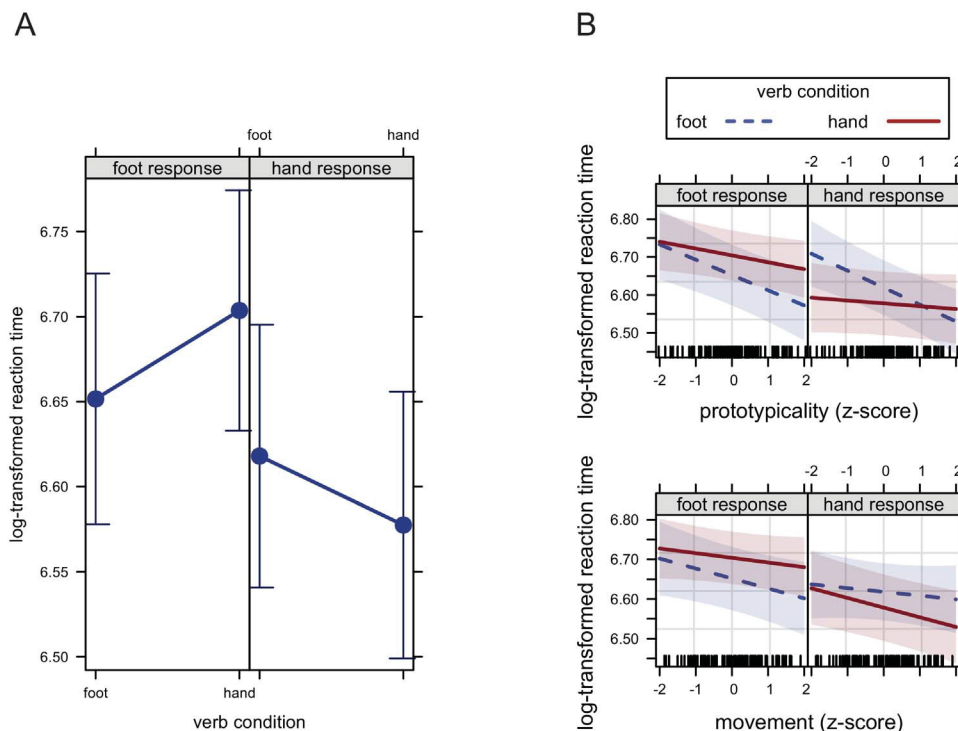 A
foot hand
foot response hand response
6.75
6.70
6.65
6.60
6.55
6.50
log-transformed reaction time
foot hand
verb condition
B
verb condition
foot hand
-2 -1 0 1 2
foot response hand response
6.80
6.70
6.60
6.50
log-transformed reaction time
-2 -1 0 1 2
prototypicality (z-score)
-2 -1 0 1 2
foot response hand response
6.80
6.70
6.60
6.50
log-transformed reaction time
-2 -1 0 1 2
movement (z-score)